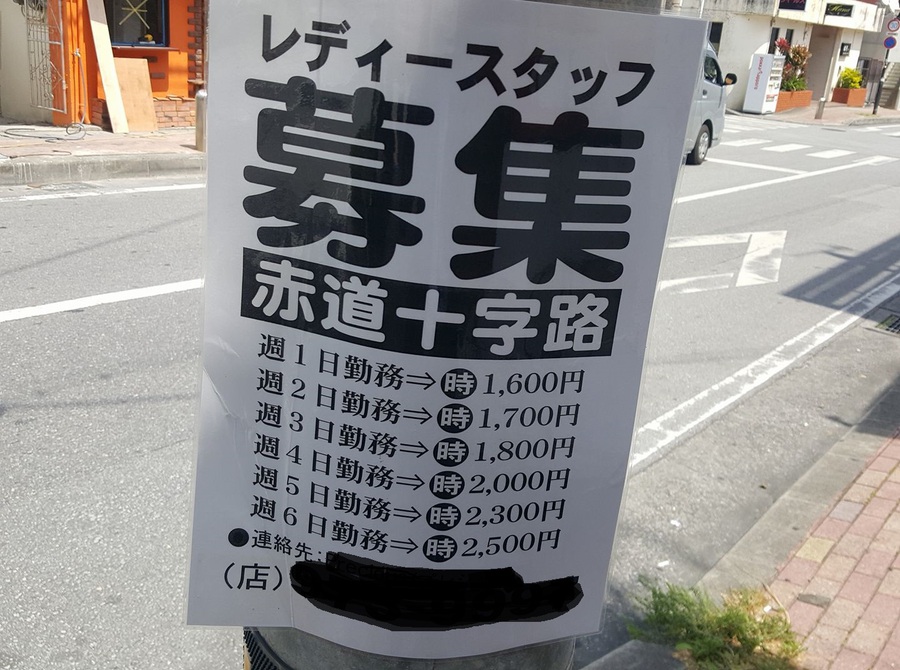 レディースタッフ
募集
赤道十字路
週1日勤務⇒時1,600円
週2日勤務⇒時1,700円
週3日勤務⇒時1,800円
週4日勤務⇒時2,000円
週5日勤務⇒時2,300円
週6日勤務⇒時2,500円
●連絡先:
(店)